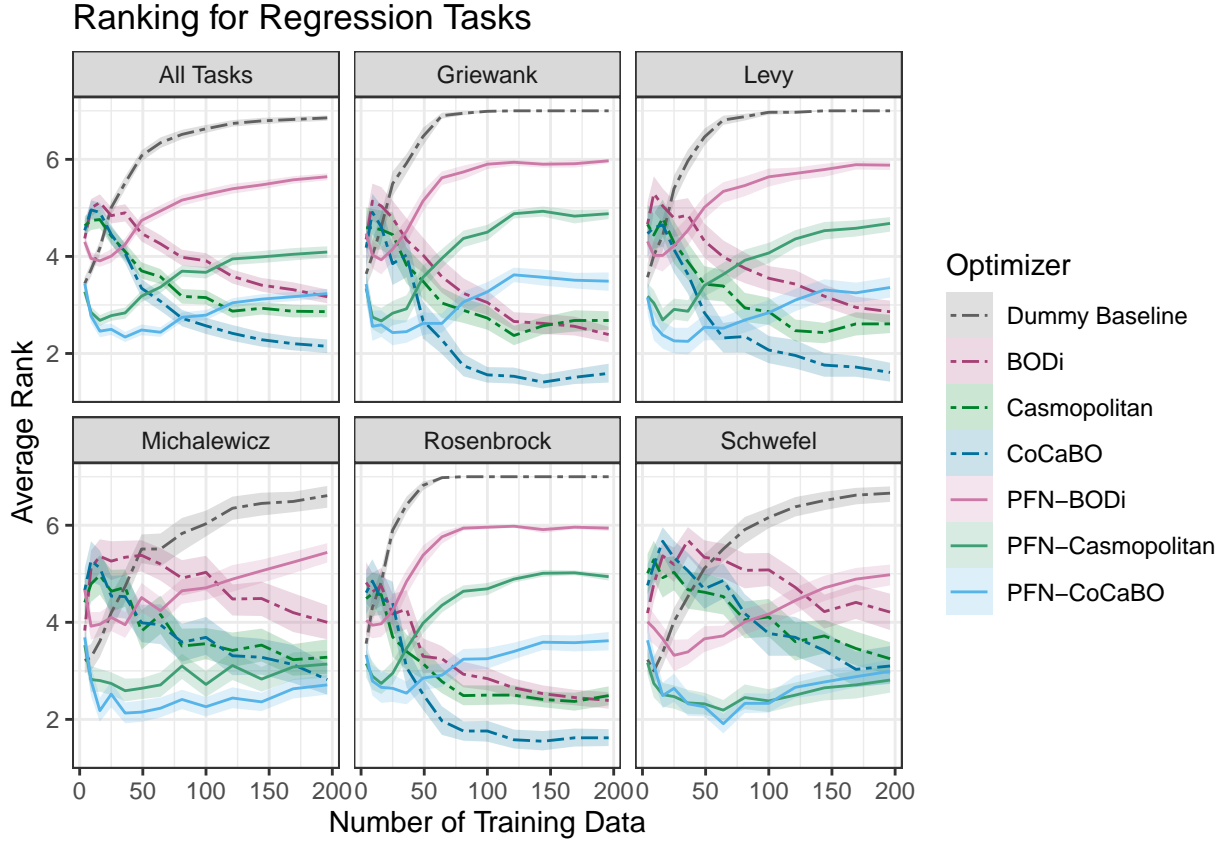 Ranking for Regression Tasks
All Tasks
Griewank
Levy
6
4
2
Michalewicz
Rosenbrock
Schwefel
6
4
2
0 50 100 150 200
0 50 100 150 200
0 50 100 150 200
Average Rank
Number of Training Data
Optimizer
Dummy Baseline
BODi
Casmopolitan
CoCaBO
PFN−BODi
PFN−Casmopolitan
PFN−CoCaBO